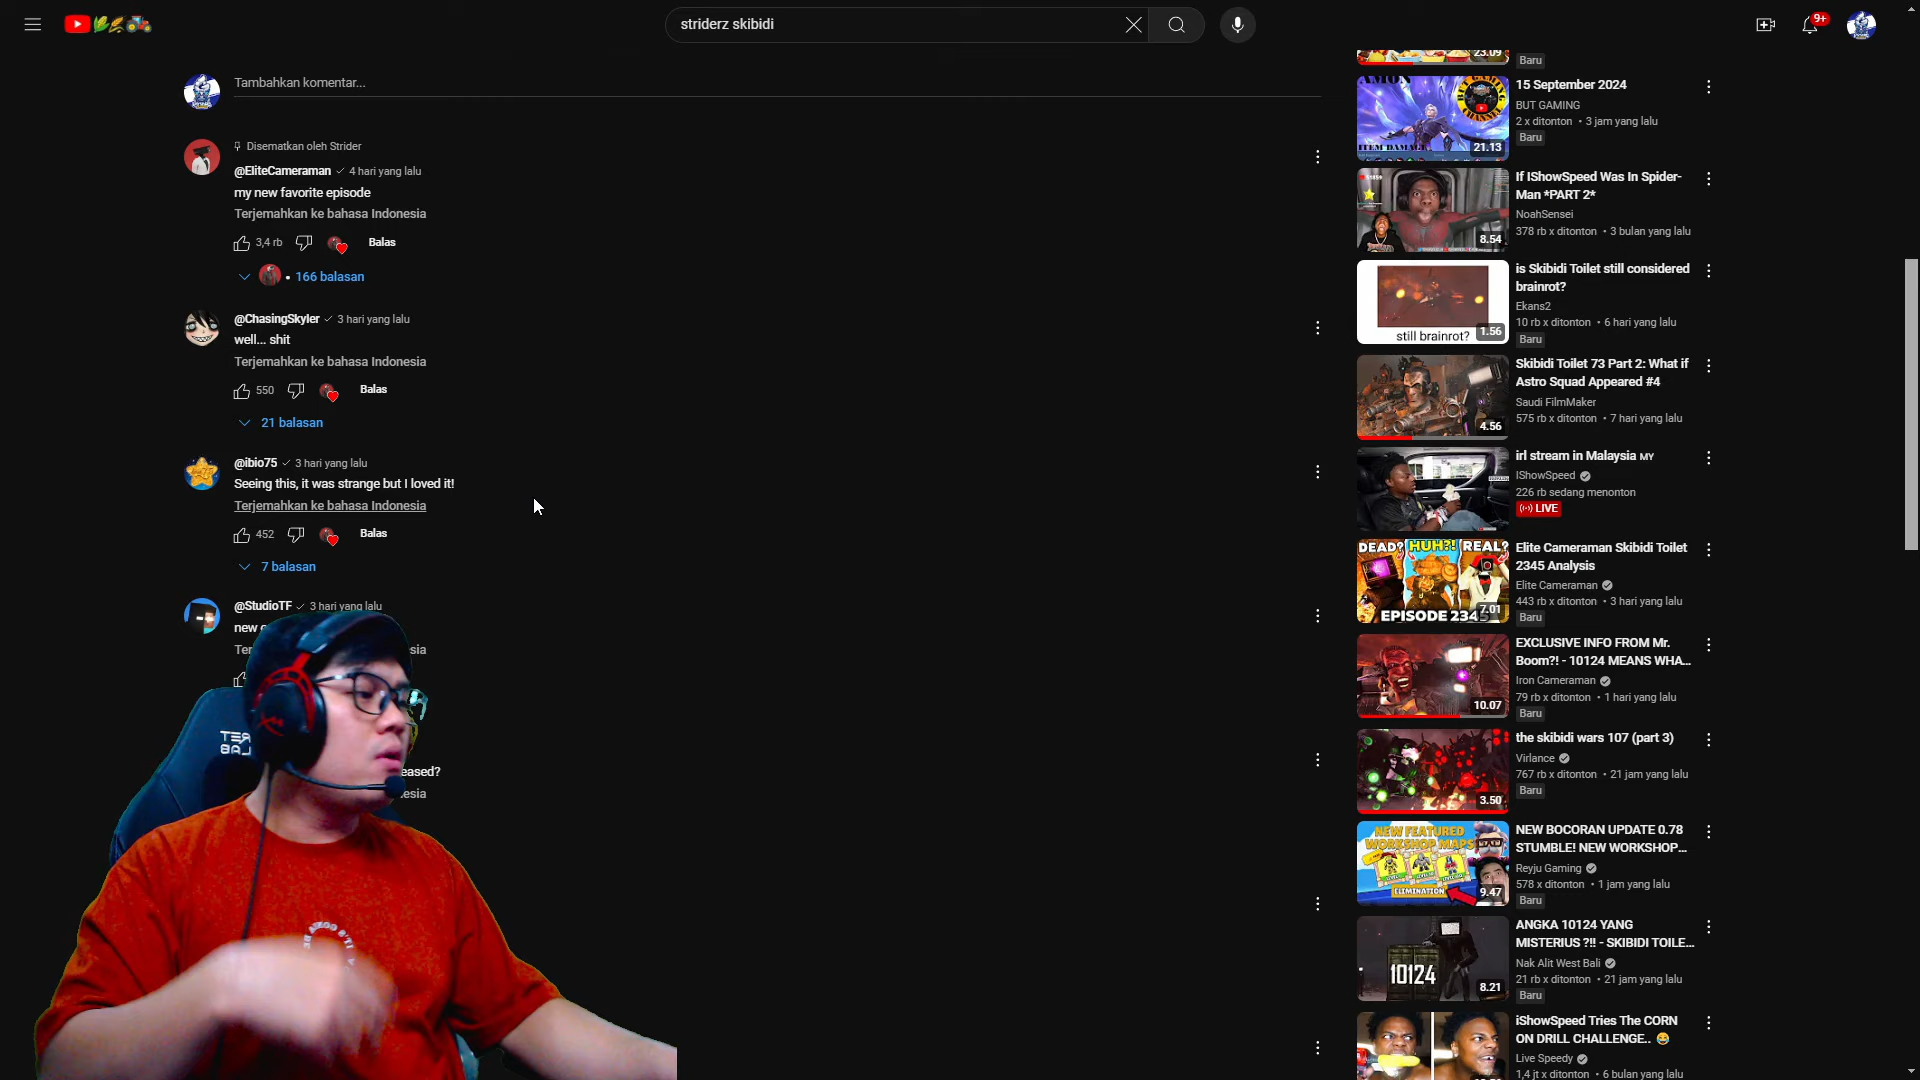 striderz skibidi
9+
Tambahkan komentar...
Disematkan oleh Strider
@EliteCameraman 4 hari yang lalu
my new favorite episode
Terjemahkan ke bahasa Indonesia
3,4 rb
Balas
• 166 balasan
@ChasingSkyler 3 hari yang lalu
well... shit
Terjemahkan ke bahasa Indonesia
550
Balas
21 balasan
@ibio75 3 hari yang lalu
Seeing this, it was strange but I loved it!
Terjemahkan ke bahasa Indonesia
452
Balas
7 balasan
@StudioTF 3 hari yang lalu
new
23.09
Baru
15 September 2024
BUT GAMING
2 x ditonton • 3 jam yang lalu
Baru
21.13
If IShowSpeed Was In Spider-
Man *PART 2*
NoahSensei
378 rb x ditonton • 3 bulan yang lalu
8.54
is Skibidi Toilet still considered
brainrot?
Ekans2
10 rb x ditonton • 6 hari yang lalu
Baru
still brainrot?
1.56
Skibidi Toilet 73 Part 2: What if
Astro Squad Appeared #4
Saudi FilmMaker
575 rb x ditonton • 7 hari yang lalu
4.56
irl stream in Malaysia MY
IShowSpeed
226 rb sedang menonton
LIVE
DEAD? HUH?! REAL?
EPISODE 234
7.01
Elite Cameraman Skibidi Toilet
2345 Analysis
Elite Cameraman
443 rb x ditonton • 3 hari yang lalu
Baru
EXCLUSIVE INFO FROM Mr.
Boom?! - 10124 MEANS WHA...
Iron Cameraman
79 rb x ditonton • 1 hari yang lalu
Baru
10.07
the skibidi wars 107 (part 3)
Virlance
767 rb x ditonton • 21 jam yang lalu
Baru
3.50
NEW FEATURED
WORKSHOP MAPS
ELIMINATION
9.47
NEW BOCORAN UPDATE 0.78
STUMBLE! NEW WORKSHOP...
Reyju Gaming
578 x ditonton • 1 jam yang lalu
Baru
10124
8.21
ANGKA 10124 YANG
MISTERIUS ?!! - SKIBIDI TOILE...
Nak Alit West Bali
21 rb x ditonton • 21 jam yang lalu
Baru
iShowSpeed Tries The CORN
ON DRILL CHALLENGE.. 😂
Live Speedy
1,4 jt x ditonton • 6 bulan yang lalu